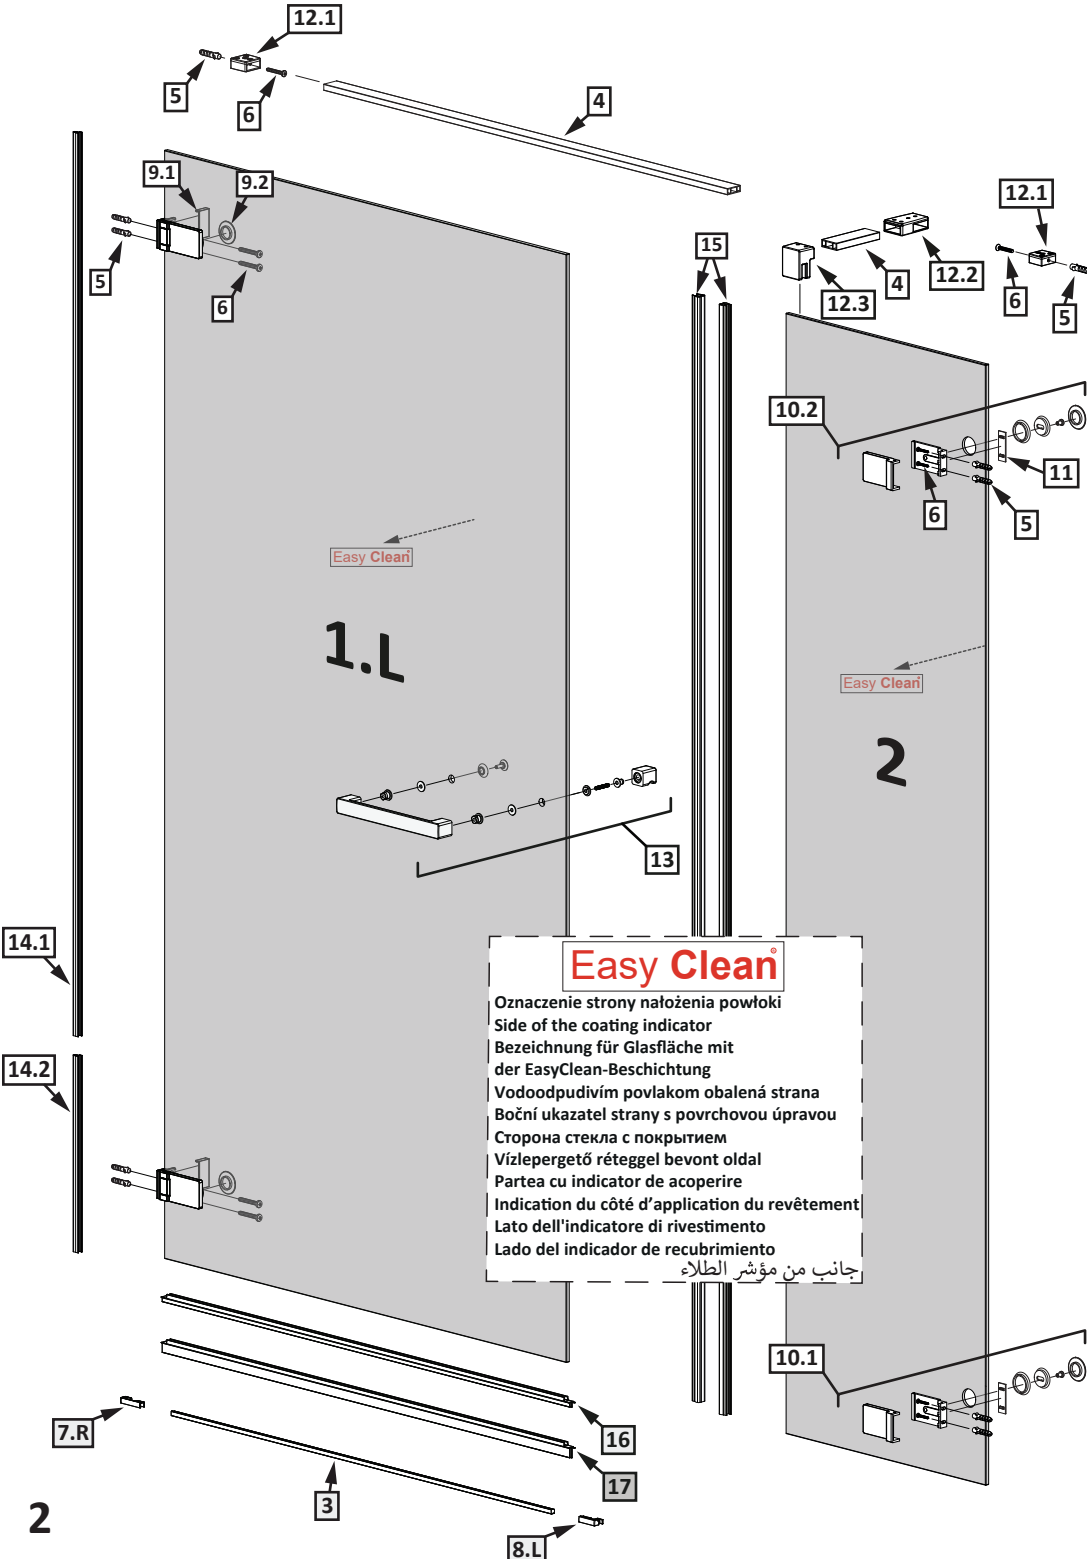 12.1
5
6
4
9.1
9.2
12.1
5
6
15
12.3
4
12.2
6
5
10.2
11
6
5
Easy Clean
1.L
Easy Clean
2
13
14.1
Easy Clean®
Oznaczenie strony nałożenia powłoki
Side of the coating indicator
Bezeichnung für Glasfläche mit
der EasyClean-Beschichtung
Vodoodpudivím povlakom obalená strana
Boční ukazatel strany s povrchovou úpravou
Сторона стекла с покрытием
Vízlepergető réteggel bevont oldal
Partea cu indicator de acoperire
Indication du côté d’application du revêtement
Lato dell'indicatore di rivestimento
Lado del indicador de recubrimiento
جانب من مؤشر الطلاء
14.2
10.1
7.R
16
17
3
8.L
2